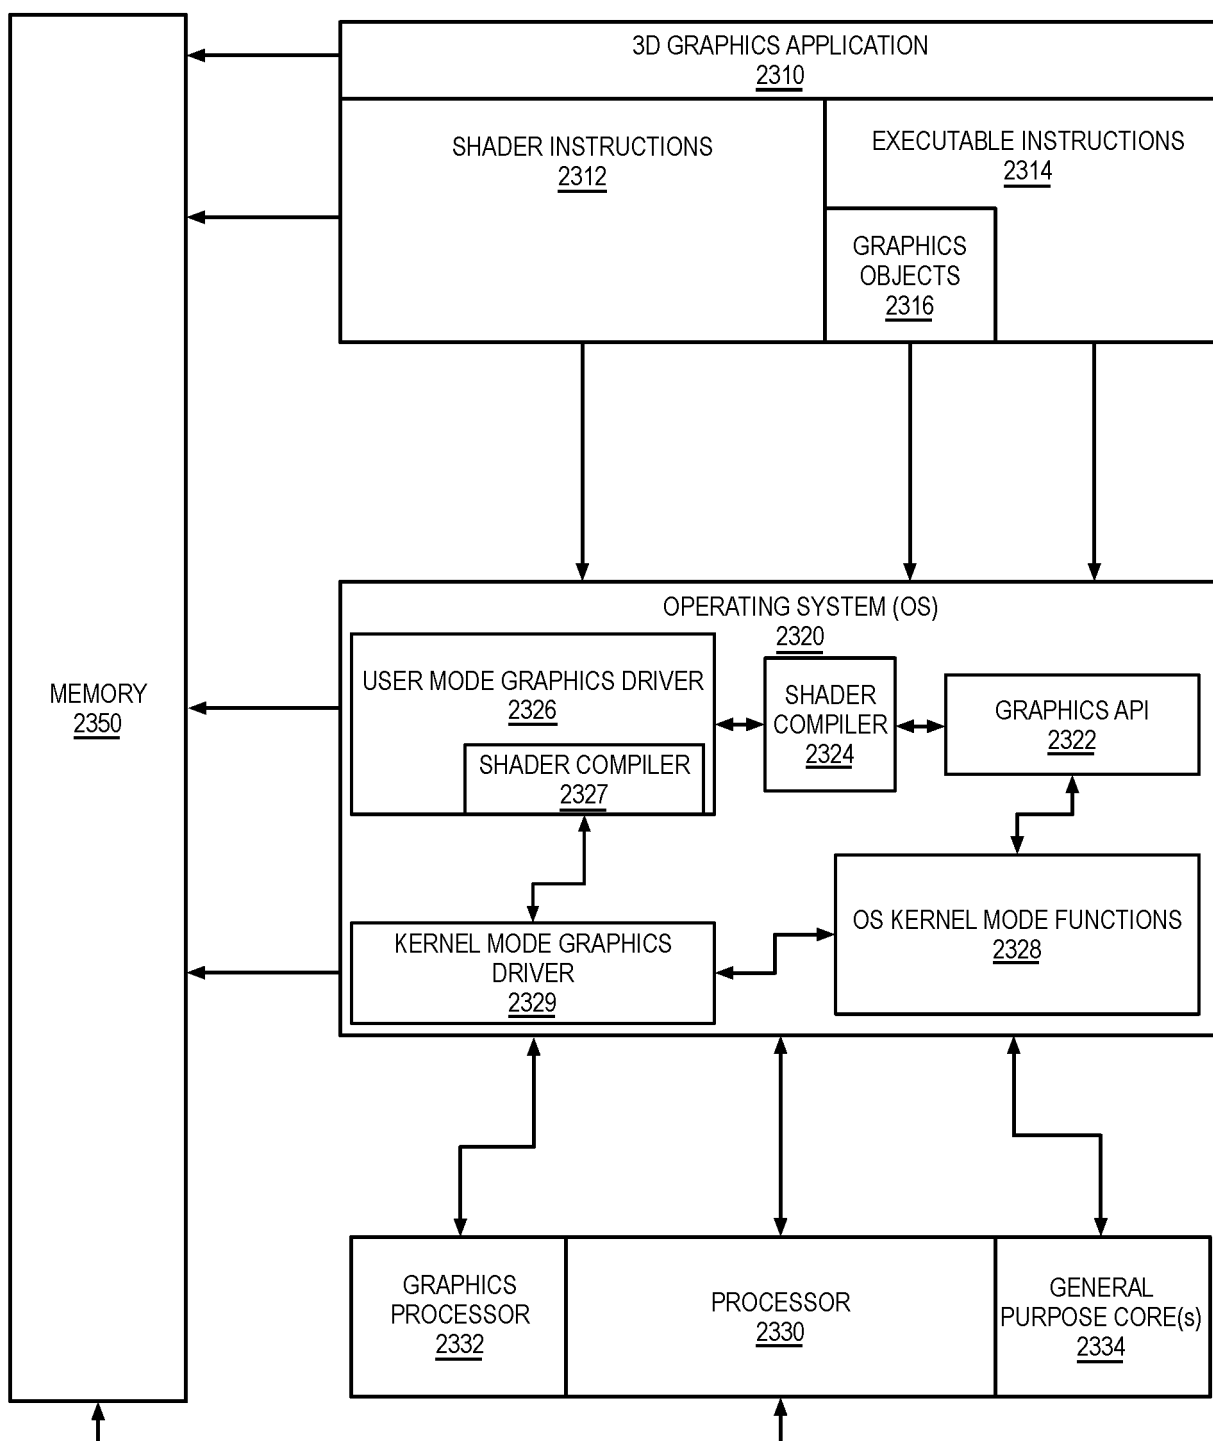 3D GRAPHICS APPLICATION
2310
SHADER INSTRUCTIONS
2312
EXECUTABLE INSTRUCTIONS
2314
GRAPHICS
OBJECTS
2316
OPERATING SYSTEM (OS)
2320
USER MODE GRAPHICS DRIVER
2326
SHADER COMPILER
2327
SHADER
COMPILER
2324
GRAPHICS API
2322
MEMORY
2350
KERNEL MODE GRAPHICS
DRIVER
2329
OS KERNEL MODE FUNCTIONS
2328
GRAPHICS
PROCESSOR
2332
PROCESSOR
2330
GENERAL
PURPOSE CORE(s)
2334